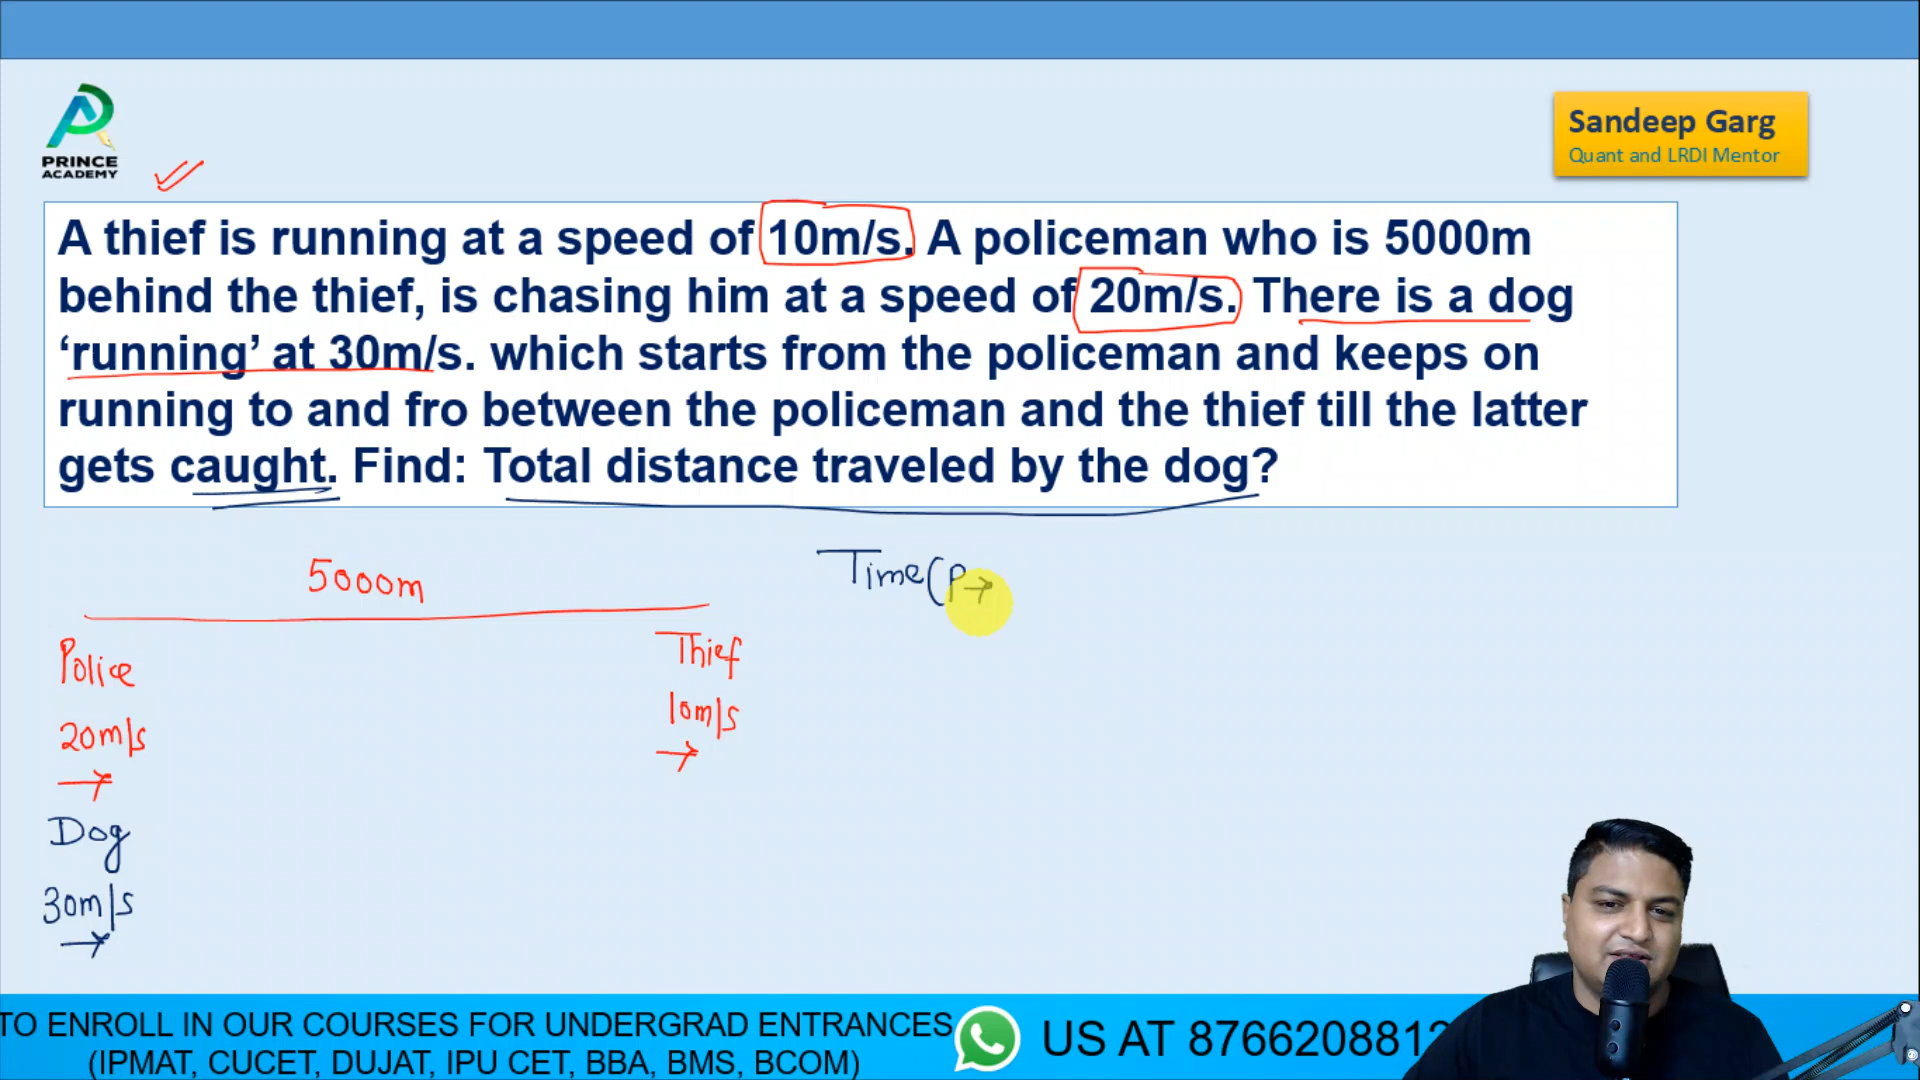 PRINCE
ACADEMY
Sandeep Garg
Quant and LRDI Mentor
A thief is running at a speed of 10m/s. A policeman who is 5000m
behind the thief, is chasing him at a speed of 20m/s. There is a dog
‘running’ at 30m/s. which starts from the policeman and keeps on
running to and fro between the policeman and the thief till the latter
gets caught. Find: Total distance traveled by the dog?
5000m
Time(P→
Police
Thief
20m/s
10m/s
Dog
30m/s
TO ENROLL IN OUR COURSES FOR UNDERGRAD ENTRANCES
(IPMAT, CUCET, DUJAT, IPU CET, BBA, BMS, BCOM)
US AT 876620881